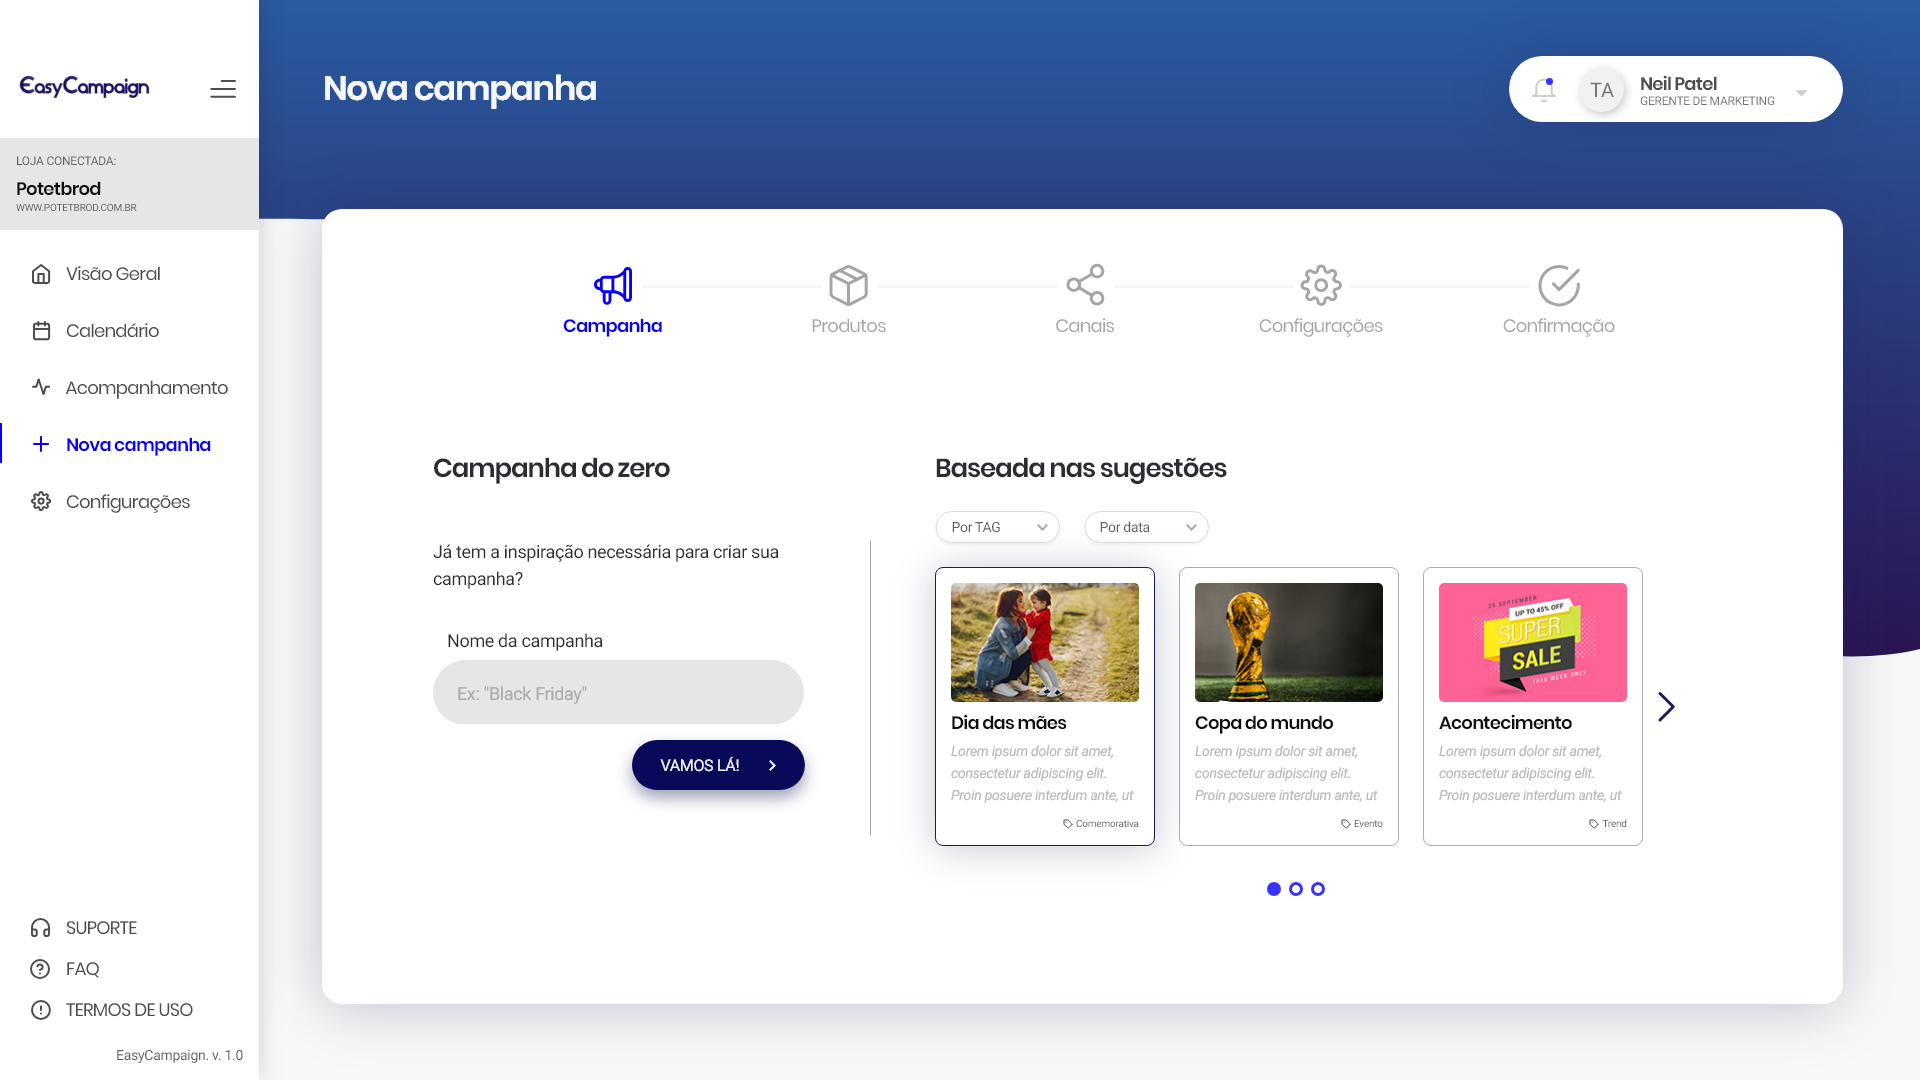 EasyCampaign
LOJA CONECTADA:
Potetbrod
WWW.POTETBROD.COM.BR
Visão Geral
Calendário
Acompanhamento
Nova campanha
Configurações
SUPORTE
FAQ
TERMOS DE USO
EasyCampaign. v. 1.0
Nova campanha
TA
Neil Patel
GERENTE DE MARKETING
Campanha
Produtos
Canais
Configurações
Confirmação
Campanha do zero
Já tem a inspiração necessária para criar sua
campanha?
Nome da campanha
Ex: "Black Friday"
VAMOS LÁ!
Baseada nas sugestões
Por TAG
Por data
Dia das mães
Lorem ipsum dolor sit amet,
consectetur adipiscing elit.
Proin posuere interdum ante, ut
Comemorativa
Copa do mundo
Lorem ipsum dolor sit amet,
consectetur adipiscing elit.
Proin posuere interdum ante, ut
Evento
25 SEPTEMBER
UP TO 45% OFF
SUPER
SALE
THIS WEEK ONLY
Acontecimento
Lorem ipsum dolor sit amet,
consectetur adipiscing elit.
Proin posuere interdum ante, ut
Trend